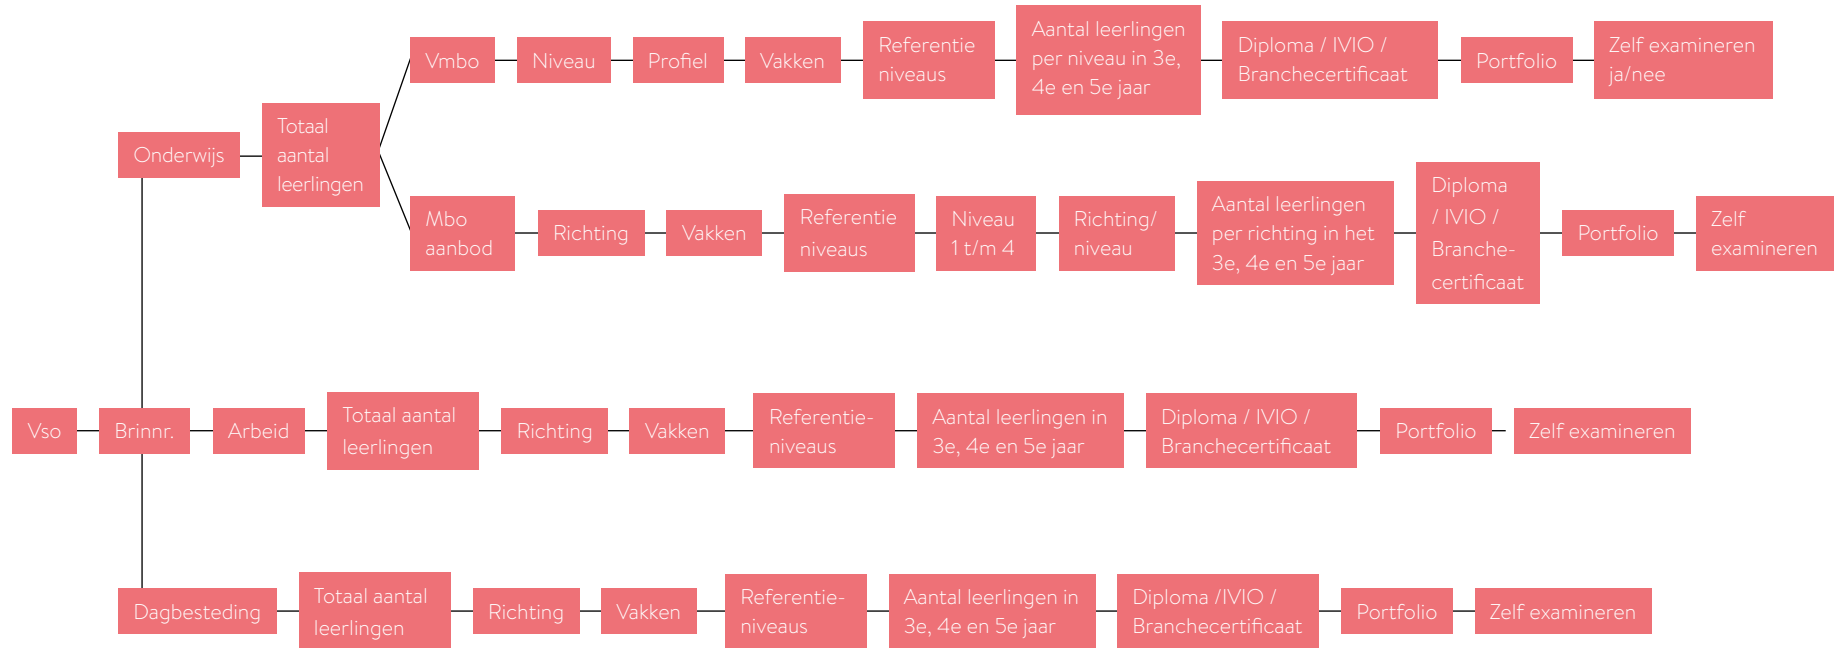 Vmbo
Niveau
Profiel
Vakken
Referentie
niveaus
Aantal leerlingen
per niveau in 3e,
4e en 5e jaar
Diploma / IVIO /
Branchecertificaat
Portfolio
Zelf examineren
ja/nee
Onderwijs
Totaal
aantal
leerlingen
Mbo
aanbod
Richting
Vakken
Referentie
niveaus
Niveau
1 t/m 4
Richting/
niveau
Aantal leerlingen
per richting in het
3e, 4e en 5e jaar
Diploma
/ IVIO /
Branche-
certificaat
Portfolio
Zelf
examineren
Vso
Brinnr.
Arbeid
Totaal aantal
leerlingen
Richting
Vakken
Referentie-
niveaus
Aantal leerlingen in
3e, 4e en 5e jaar
Diploma / IVIO /
Branchecertificaat
Portfolio
Zelf examineren
Dagbesteding
Totaal aantal
leerlingen
Richting
Vakken
Referentie-
niveaus
Aantal leerlingen in
3e, 4e en 5e jaar
Diploma /IVIO /
Branchecertificaat
Portfolio
Zelf examineren